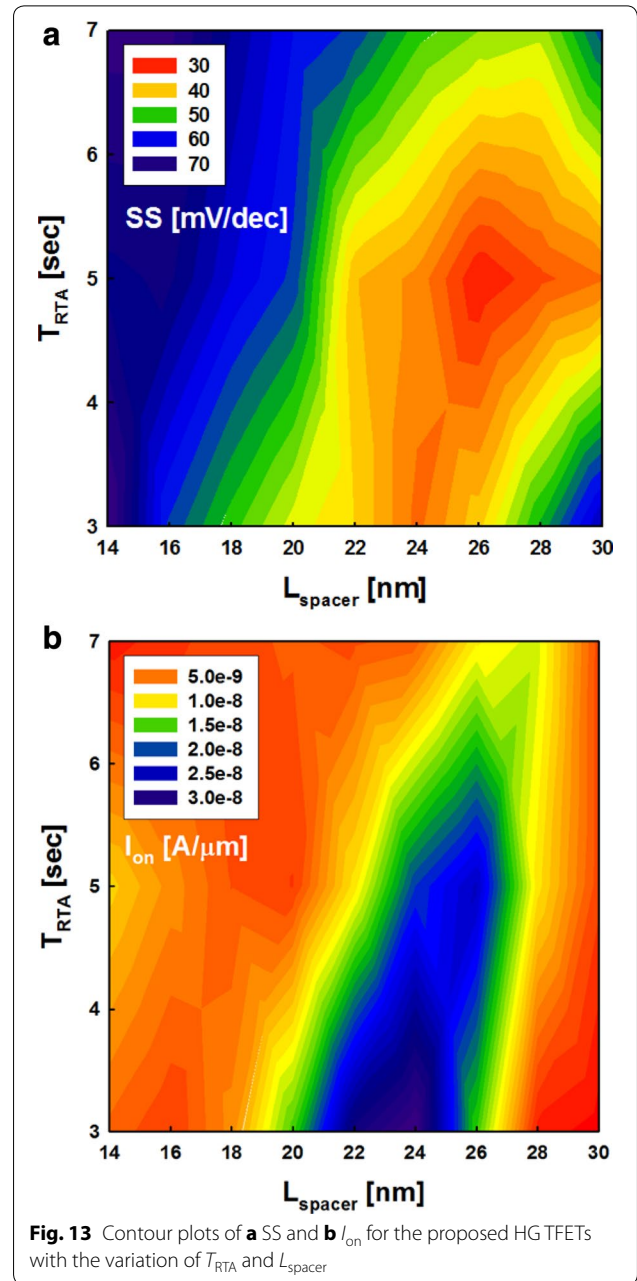 a
7
6
5
4
3
T_RTA [sec]
30
40
50
60
70
SS [mV/dec]
14 16 18 20 22 24 26 28 30
L_spacer [nm]
b
7
6
5
4
3
T_RTA [sec]
5.0e-9
1.0e-8
1.5e-8
2.0e-8
2.5e-8
3.0e-8
I_on [A/μm]
14 16 18 20 22 24 26 28 30
L_spacer [nm]
Fig. 13 Contour plots of a SS and b I_on for the proposed HG TFETs
with the variation of T_RTA and L_spacer